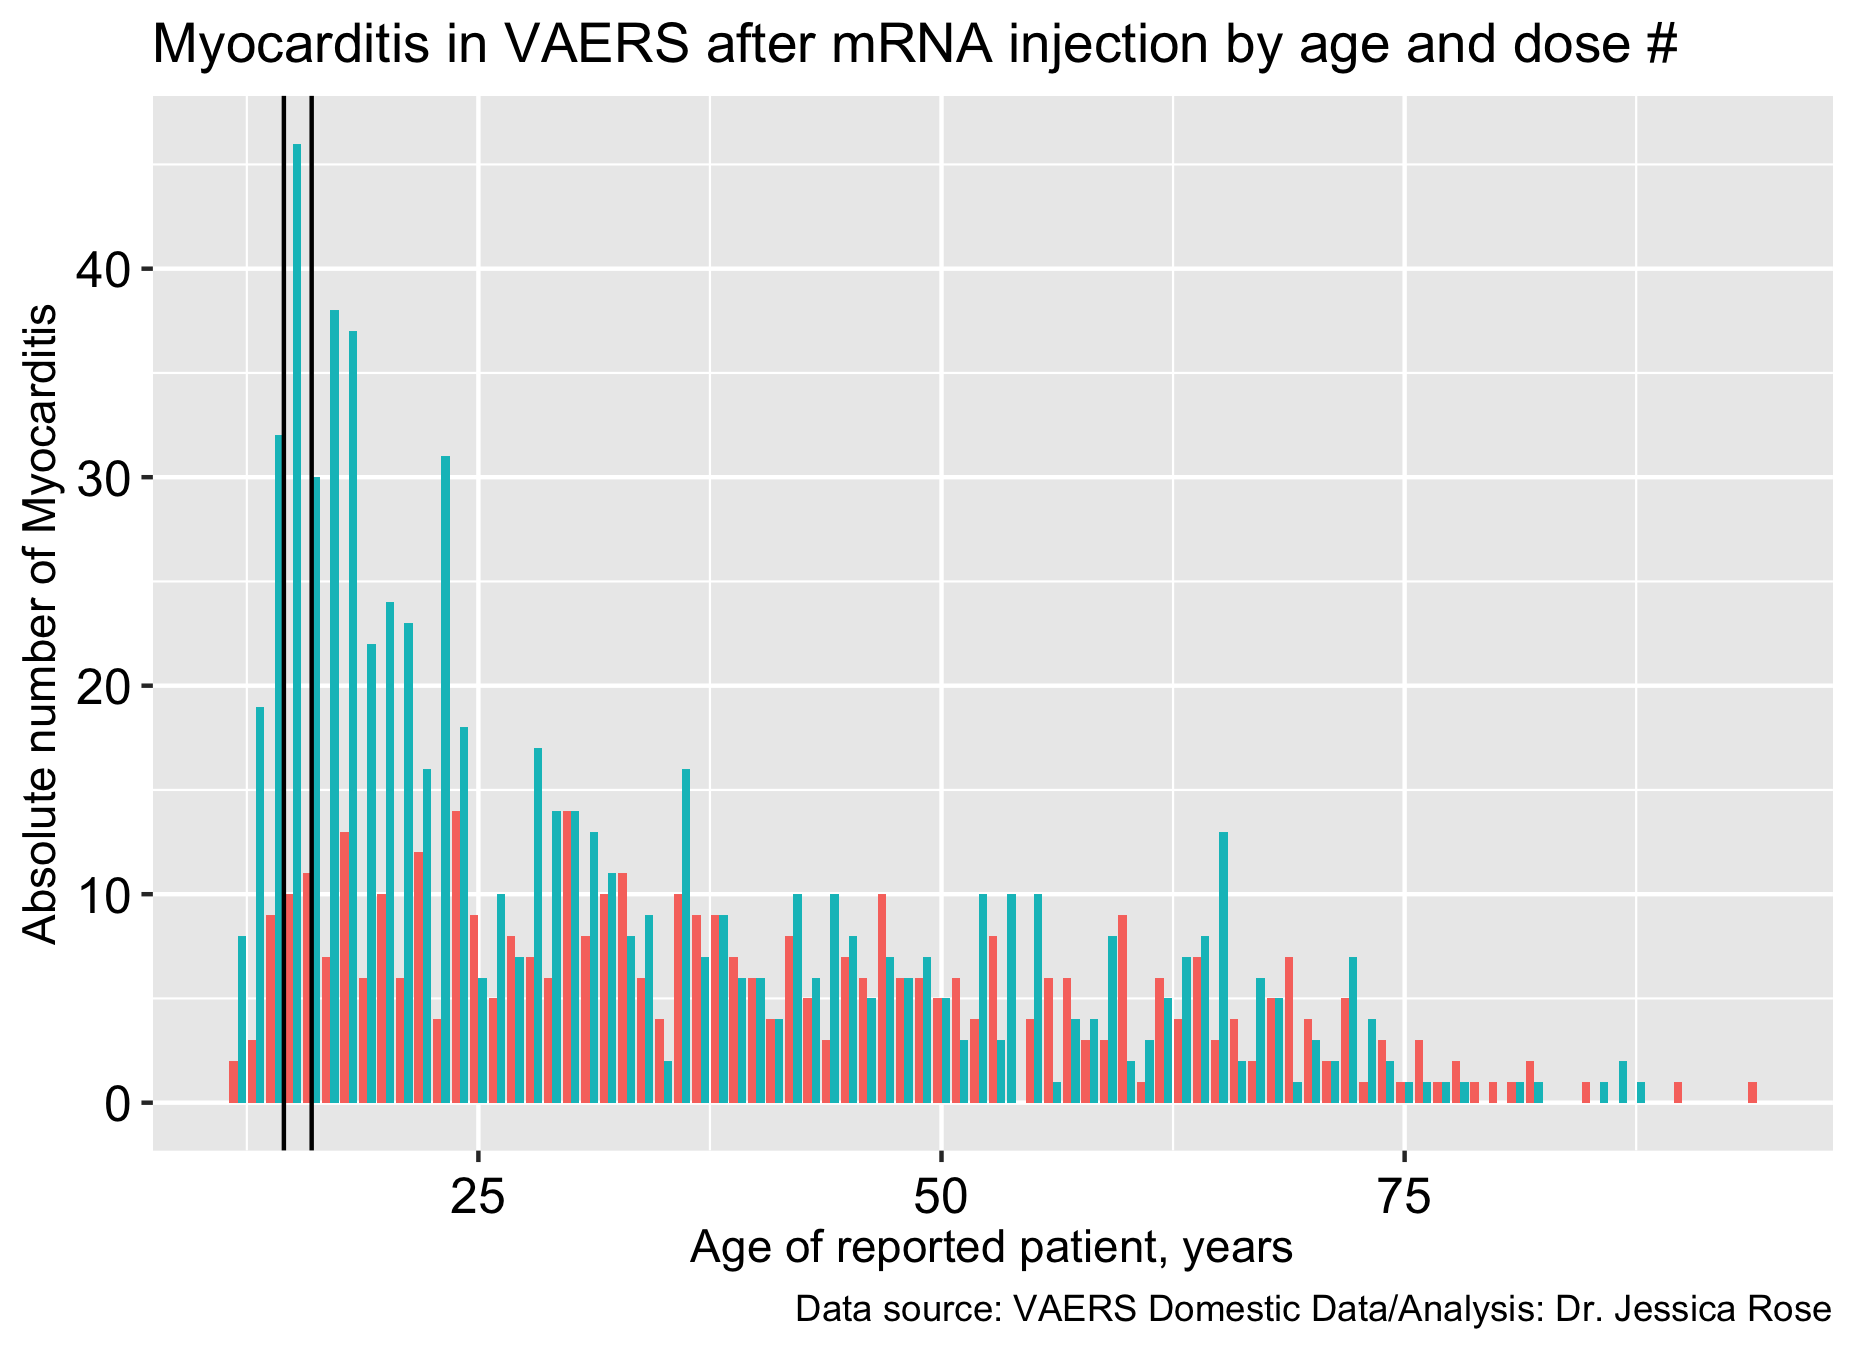 Myocarditis in VAERS after mRNA injection by age and dose #
Absolute number of Myocarditis
40
30
20
10
0
25
50
75
Age of reported patient, years
Data source: VAERS Domestic Data/Analysis: Dr. Jessica Rose